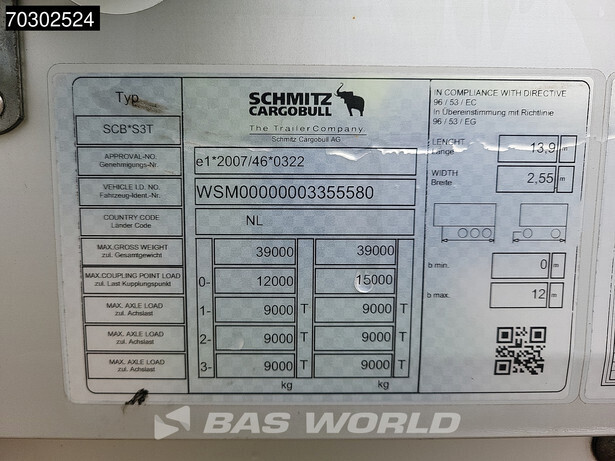 70302524
Typ
SCB*S3T
SCHMITZ
CARGOBULL
The Trailer Company.
Schmitz Cargobull AG
IN COMPLIANCE WITH DIRECTIVE
96 / 53 / EC
in Übereinstimmung mit Richtlinie
96 / 53 / EG
APPROVAL-NO.
Genehmigungs-Nr.
e1*2007/46*0322
LENGHT
Länge
13,9 m
VEHICLE I.D. NO.
Fahrzeug-Ident.-Nr.
WSM00000003355580
WIDTH
Breite
2,55 m
COUNTRY CODE
Länder Code
NL
MAX.GROSS WEIGHT
zul. Gesamtgewicht
39000 39000
MAX.COUPLING POINT LOAD
zul. Last Kupplungspunkt
0- 12000 15000
b min. 0 m
MAX. AXLE LOAD
zul. Achslast
1- 9000 T 9000 T
b max. 12 m
MAX. AXLE LOAD
zul. Achslast
2- 9000 T 9000 T
MAX. AXLE LOAD
zul. Achslast
3- 9000 T 9000 T
kg kg
BAS WORLD